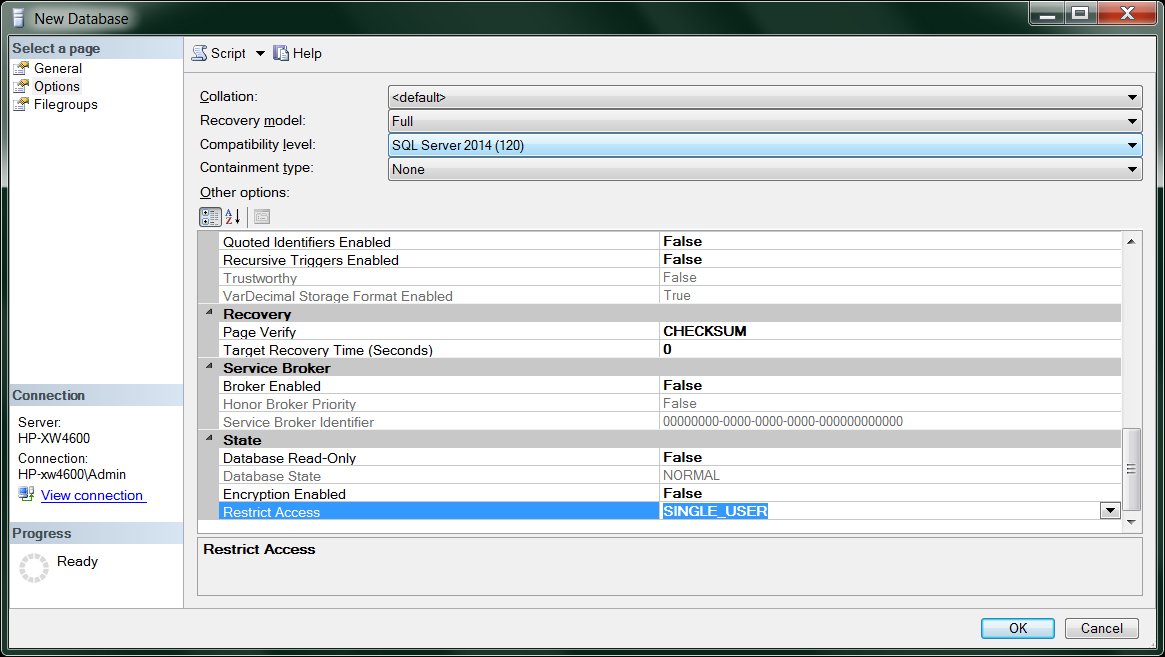 New Database
Select a page
General
Options
Filegroups
Script Help
Collation: <default>
Recovery model: Full
Compatibility level: SQL Server 2014 (120)
Containment type: None
Other options:
Quoted Identifiers Enabled False
Recursive Triggers Enabled False
Trustworthy False
VarDecimal Storage Format Enabled True
Recovery
Page Verify CHECKSUM
Target Recovery Time (Seconds) 0
Service Broker
Broker Enabled False
Honor Broker Priority False
Service Broker Identifier 00000000-0000-0000-0000-000000000000
State
Database Read-Only False
Database State NORMAL
Encryption Enabled False
Restrict Access SINGLE_USER
Restrict Access
Connection
Server:
HP-XW4600
Connection:
HP-xw4600\Admin
View connection
Progress
Ready
OK Cancel